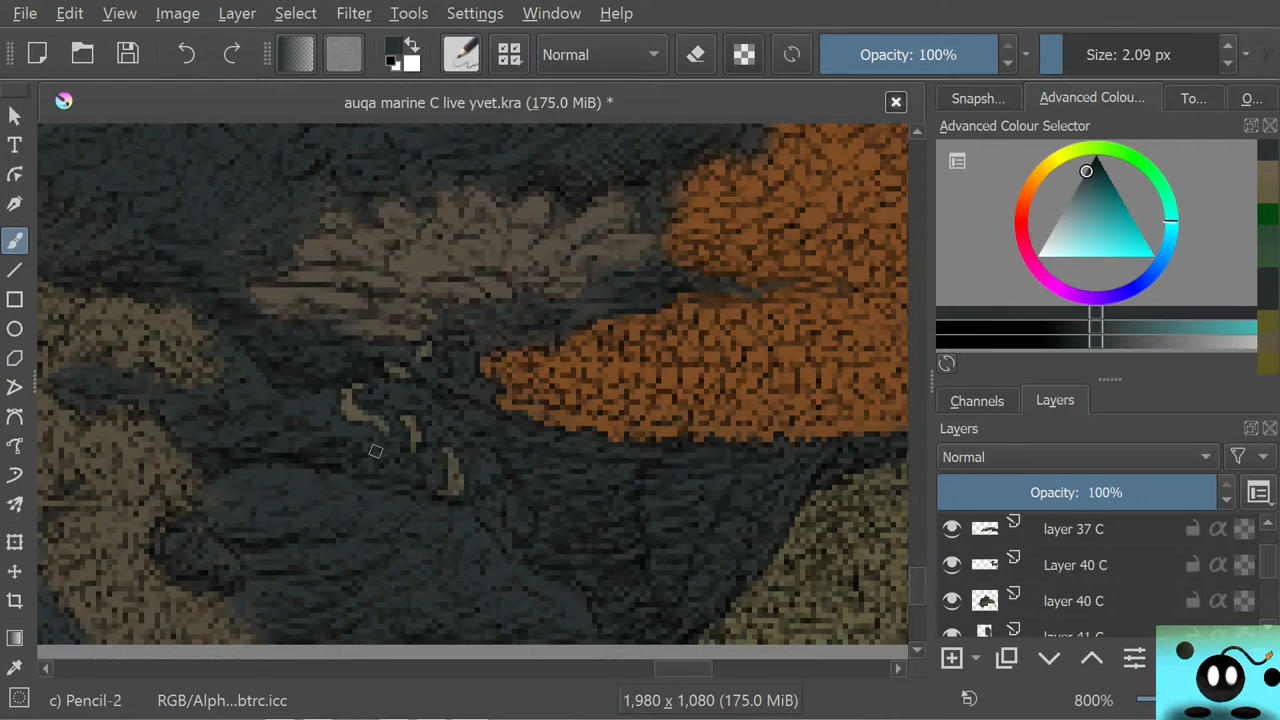 File Edit View Image Layer Select Filter Tools Settings Window Help
Normal Opacity: 100% Size: 2.09 px
auqa marine C live yvet.kra (175.0 MiB) *
Snapsh... Advanced Colou... To... O...
Advanced Colour Selector
Channels Layers
Layers
Normal
Opacity: 100%
layer 37 C
Layer 40 C
layer 40 C
layer 41 C
c) Pencil-2 RGB/Alph...btrc.icc 1,980 x 1,080 (175.0 MiB) 800%